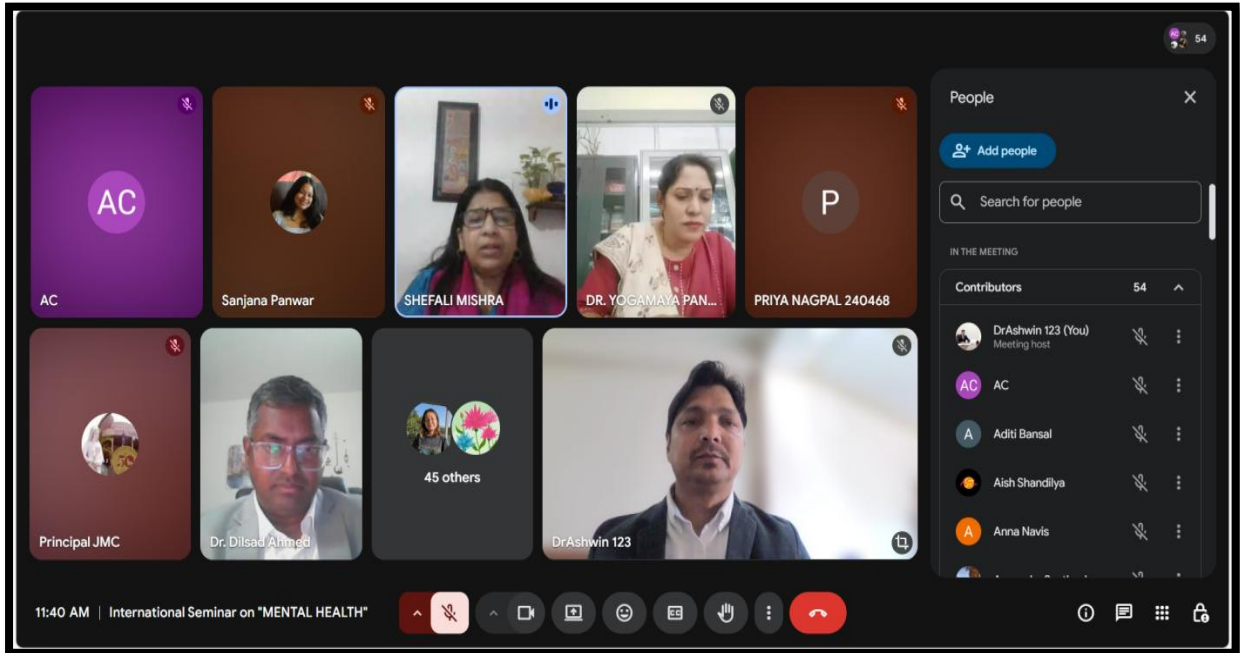 54
AC
AC
Sanjana Panwar
SHEFALI MISHRA
DR. YOGAMAYA PAN...
P
PRIYA NAGPAL 240468
Principal JMC
Dr. Dilsad Ahmed
45 others
DrAshwin 123
People
Add people
Search for people
IN THE MEETING
Contributors 54
DrAshwin 123 (You)
Meeting host
AC AC
A Aditi Bansal
Aish Shandilya
A Anna Navis
11:40 AM | International Seminar on "MENTAL HEALTH"
CC